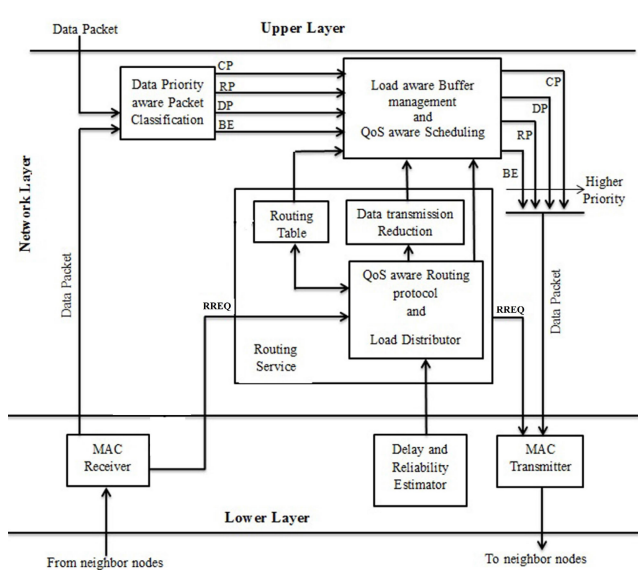 Data Packet
Upper Layer
Data Priority
aware Packet
Classification
CP
RP
DP
BE
Load aware Buffer
management
and
QoS aware Scheduling
CP
DP
RP
BE
Higher
Priority
Network Layer
Data Packet
Routing
Table
Data transmission
Reduction
QoS aware Routing
protocol
and
Load Distributor
RREQ
RREQ
Routing
Service
Data Packet
MAC
Receiver
Delay and
Reliability
Estimator
MAC
Transmitter
Lower Layer
From neighbor nodes
To neighbor nodes